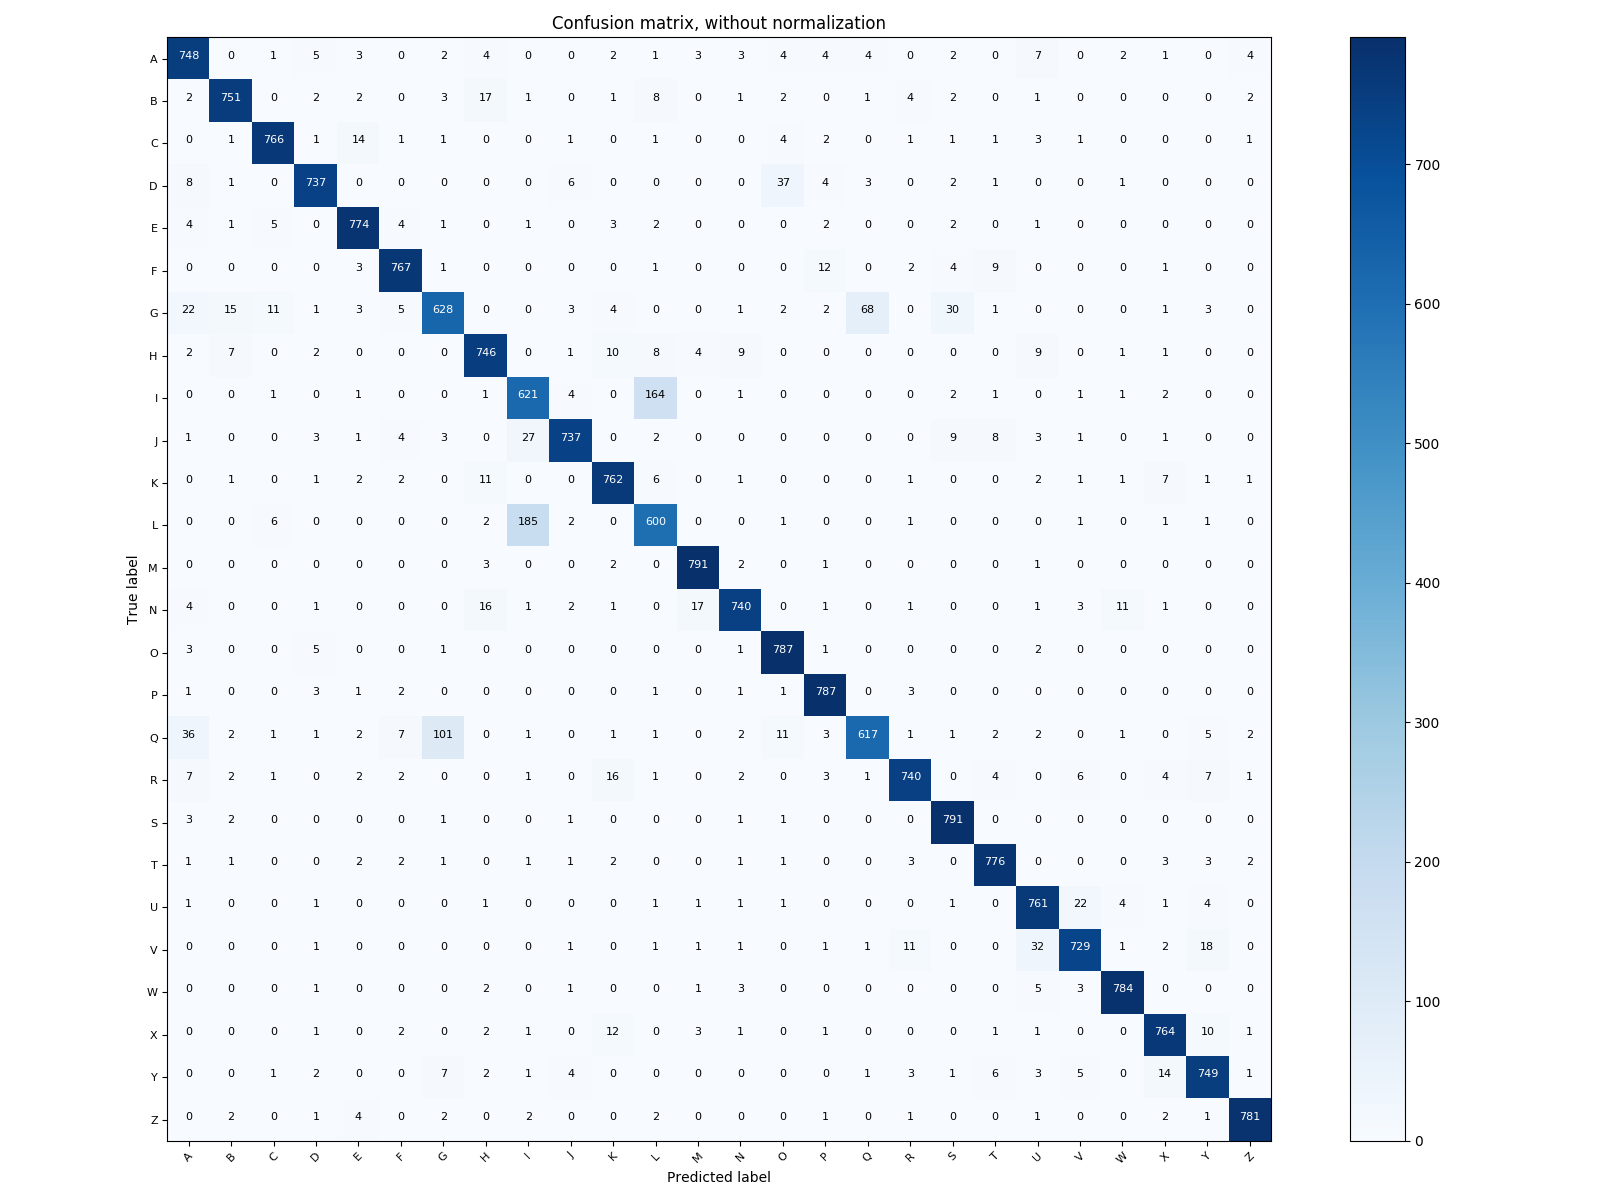 Confusion matrix, without normalization
A 748 0 1 5 3 0 2 4 0 0 2 1 3 3 4 4 4 0 2 0 7 0 2 1 0 4
B 2 751 0 2 2 0 3 17 1 0 1 8 0 1 2 0 1 4 2 0 1 0 0 0 0 2
C 0 1 766 1 14 1 1 0 0 1 0 1 0 0 4 2 0 1 1 1 3 1 0 0 0 1
D 8 1 0 737 0 0 0 0 0 6 0 0 0 0 37 4 3 0 2 1 0 0 1 0 0 0
E 4 1 5 0 774 4 1 0 1 0 3 2 0 0 0 2 0 0 2 0 1 0 0 0 0 0
F 0 0 0 0 3 767 1 0 0 0 0 1 0 0 0 12 0 2 4 9 0 0 0 1 0 0
G 22 15 11 1 3 5 628 0 0 3 4 0 0 1 2 2 68 0 30 1 0 0 0 1 3 0
H 2 7 0 2 0 0 0 746 0 1 10 8 4 9 0 0 0 0 0 0 9 0 1 1 0 0
I 0 0 1 0 1 0 0 1 621 4 0 164 0 1 0 0 0 0 2 1 0 1 1 2 0 0
J 1 0 0 3 1 4 3 0 27 737 0 2 0 0 0 0 0 0 9 8 3 1 0 1 0 0
K 0 1 0 1 2 2 0 11 0 0 762 6 0 1 0 0 0 1 0 0 2 1 1 7 1 1
L 0 0 6 0 0 0 0 2 185 2 0 600 0 0 1 0 0 1 0 0 0 1 0 1 1 0
M 0 0 0 0 0 0 0 3 0 0 2 0 791 2 0 1 0 0 0 0 1 0 0 0 0 0
N 4 0 0 1 0 0 0 16 1 2 1 0 17 740 0 1 0 1 0 0 1 3 11 1 0 0
O 3 0 0 5 0 0 1 0 0 0 0 0 0 1 787 1 0 0 0 0 2 0 0 0 0 0
P 1 0 0 3 1 2 0 0 0 0 0 1 0 1 1 787 0 3 0 0 0 0 0 0 0 0
Q 36 2 1 1 2 7 101 0 1 0 1 1 0 2 11 3 617 1 1 2 2 0 1 0 5 2
R 7 2 1 0 2 2 0 0 1 0 16 1 0 2 0 3 1 740 0 4 0 6 0 4 7 1
S 3 2 0 0 0 0 1 0 0 1 0 0 0 1 1 0 0 0 791 0 0 0 0 0 0 0
T 1 1 0 0 2 2 1 0 1 1 2 0 0 1 1 0 0 3 0 776 0 0 0 3 3 2
U 1 0 0 1 0 0 0 1 0 0 0 1 1 1 1 0 0 0 1 0 761 22 4 1 4 0
V 0 0 0 1 0 0 0 0 0 1 0 1 1 1 0 1 1 11 0 0 32 729 1 2 18 0
W 0 0 0 1 0 0 0 2 0 1 0 0 1 3 0 0 0 0 0 0 5 3 784 0 0 0
X 0 0 0 1 0 2 0 2 1 0 12 0 3 1 0 1 0 0 0 1 1 0 0 764 10 1
Y 0 0 1 2 0 0 7 2 1 4 0 0 0 0 0 0 1 3 1 6 3 5 0 14 749 1
Z 0 2 0 1 4 0 2 0 2 0 0 2 0 0 0 1 0 1 0 0 1 0 0 2 1 781
A B C D E F G H I J K L M N O P Q R S T U V W X Y Z
True label
Predicted label
700
600
500
400
300
200
100
0